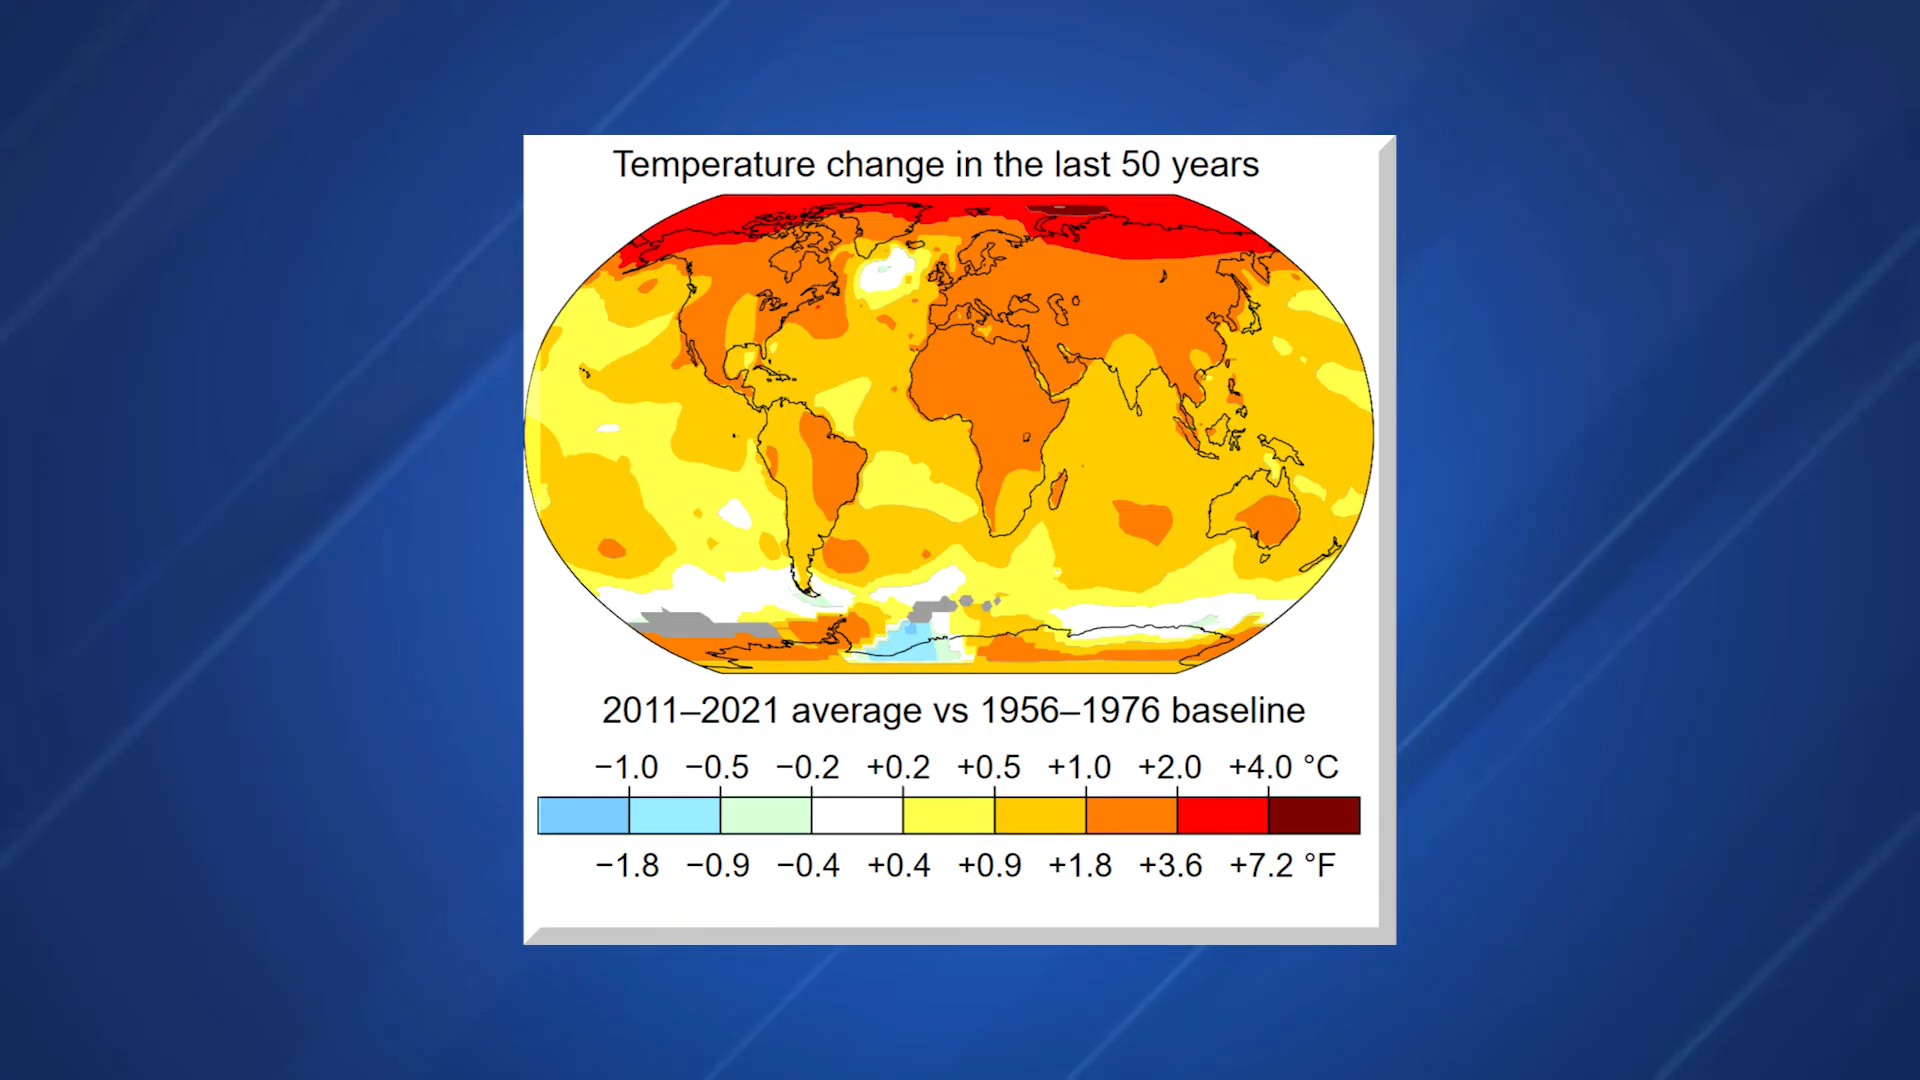 Temperature change in the last 50 years
2011–2021 average vs 1956–1976 baseline
−1.0 −0.5 −0.2 +0.2 +0.5 +1.0 +2.0 +4.0 °C
−1.8 −0.9 −0.4 +0.4 +0.9 +1.8 +3.6 +7.2 °F